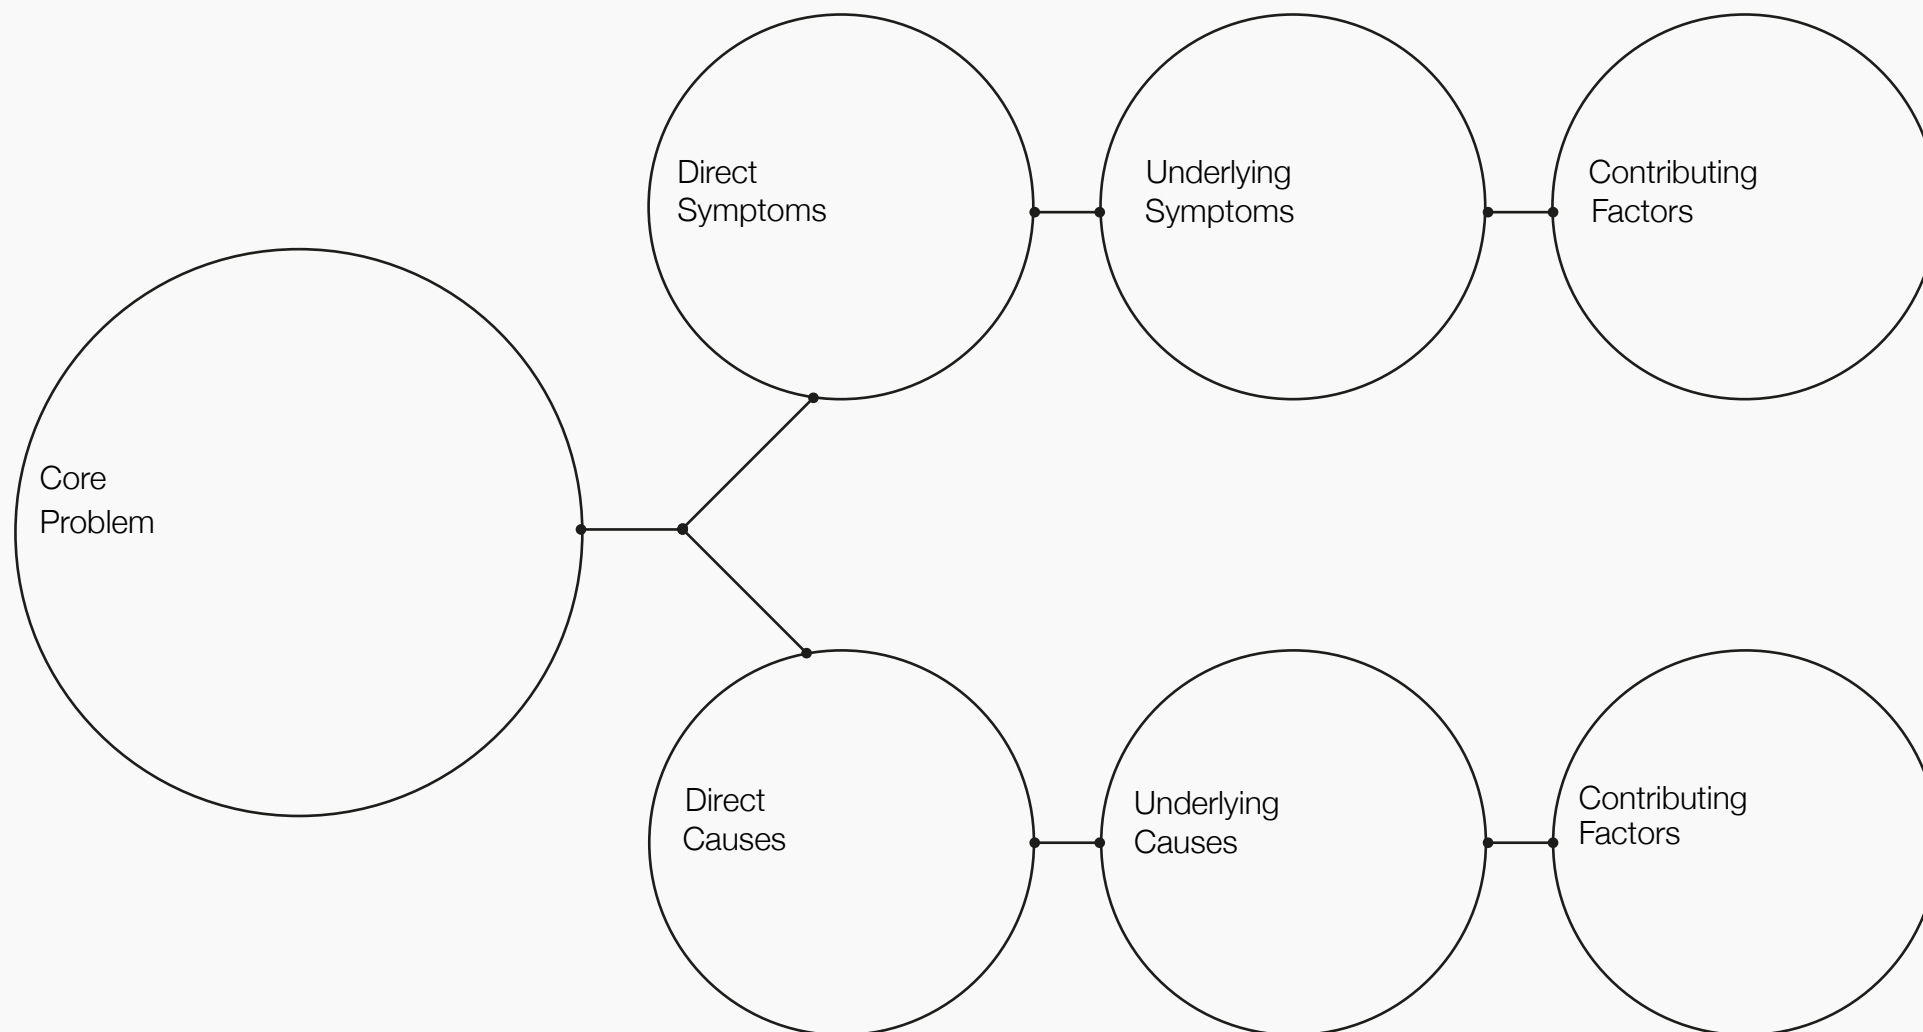 Direct
Symptoms
Underlying
Symptoms
Contributing
Factors
Core
Problem
Direct
Causes
Underlying
Causes
Contributing
Factors